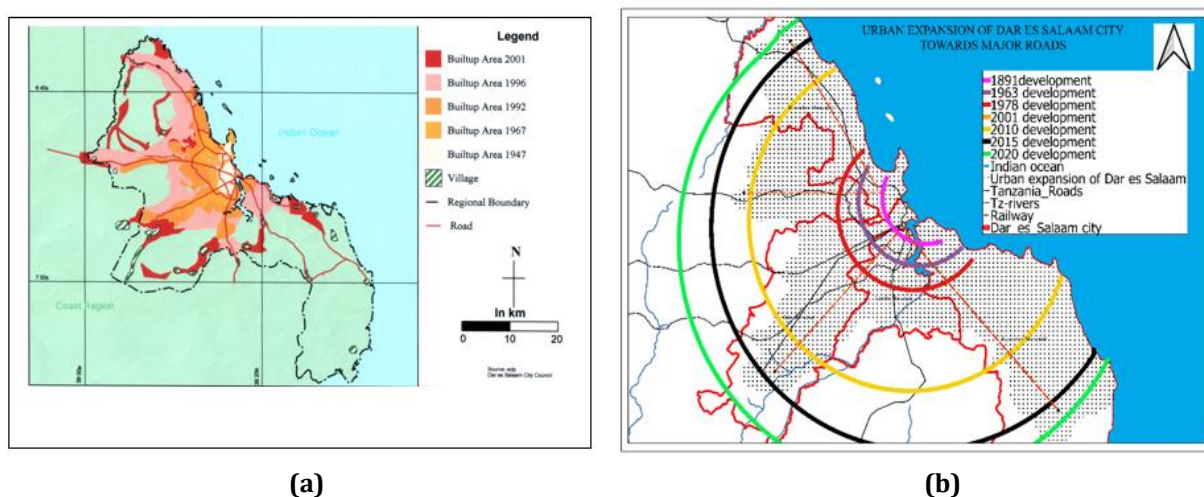 Legend
Builtup Area 2001
Builtup Area 1996
Builtup Area 1992
Builtup Area 1967
Builtup Area 1947
Village
Regional Boundary
Road
Indian Ocean
Coast Region
N
In km
0 10 20
Dar es Salaam City Council
(a)
URBAN EXPANSION OF DAR ES SALAAM CITY
TOWARDS MAJOR ROADS
1891development
1963 development
1978 development
2001 development
2010 development
2015 development
2020 development
Indian ocean
Urban expansion of Dar es Salaam
Tanzania_Roads
Tz-rivers
Railway
Dar_es_Salaam city
(b)